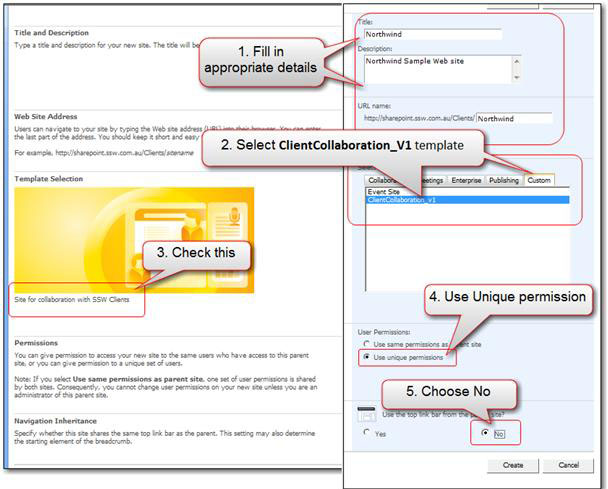 Title and Description
Type a title and description for your new site. The title will be
Web Site Address
Users can navigate to your site by typing the Web site address (URL) into their browser. You can enter
the last part of the address. You should keep it short and easy
For example, http://sharepoint.ssw.com.au/Clients/sitename
Template Selection
Site for collaboration with SSW Clients
Permissions
You can give permission to access your new site to the same users who have access to this parent
site, or you can give permission to a unique set of users.
Note: If you select Use same permissions as parent site, one set of user permissions is shared
by both sites. Consequently, you cannot change user permissions on your new site unless you are an
administrator of this parent site.
Navigation Inheritance
Specify whether this site shares the same top link bar as the parent. This setting may also determine
the starting element of the breadcrumb.
1. Fill in
appropriate details
2. Select ClientCollaboration_V1 template
3. Check this
4. Use Unique permission
5. Choose No
Title:
Northwind
Description:
Northwind Sample Web site
URL name:
http://sharepoint.ssw.com.au/Clients/ Northwind
Enterprise Publishing Custom
Event Site
ClientCollaboration_v1
User Permissions:
Use same permissions as parent site
Use unique permissions
Use the top link bar from the parent site?
Yes No
Create Cancel